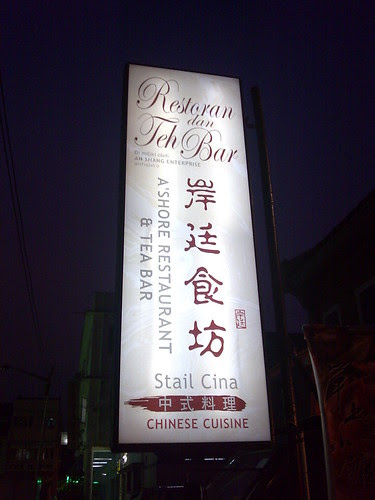 Restoran
dan
Teh Bar
AN SHANG ENTERPRISE
A'SHORE RESTAURANT
& TEA BAR
岸廷食坊
Stail Cina
中式料理
CHINESE CUISINE